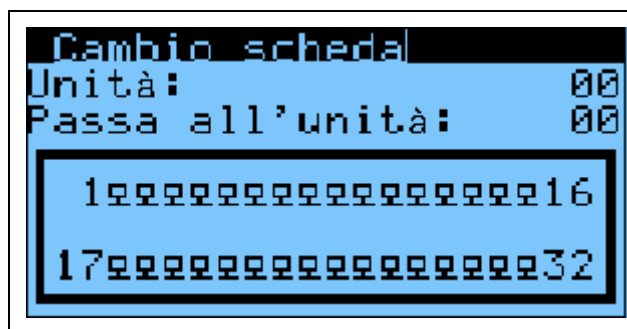 Cambio scheda
Unità: 00
Passa all'unità: 00
1 16
17 32